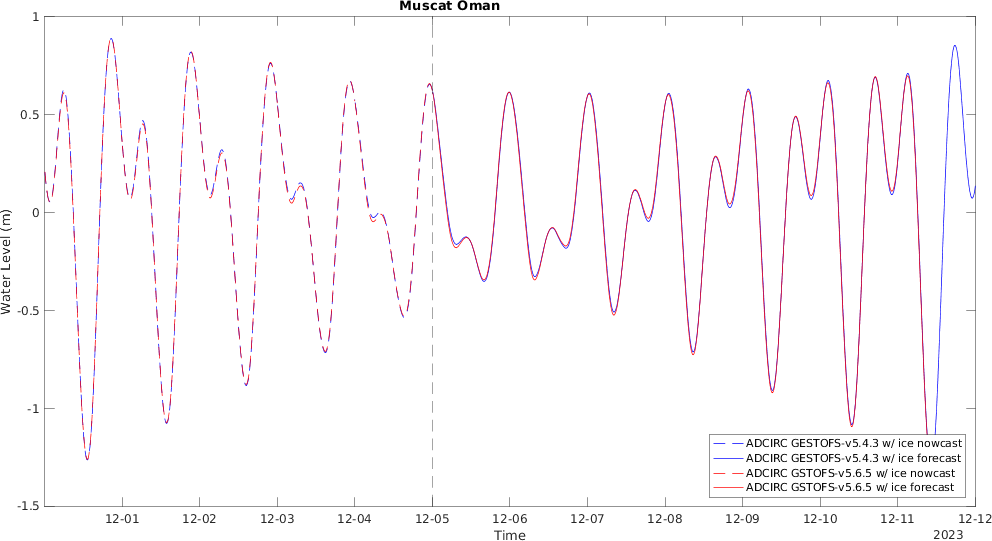 Muscat Oman
1
0.5
0
-0.5
-1
-1.5
Water Level (m)
12-01 12-02 12-03 12-04 12-05 12-06 12-07 12-08 12-09 12-10 12-11 12-12
Time
2023
ADCIRC GESTOFS-v5.4.3 w/ ice nowcast
ADCIRC GESTOFS-v5.4.3 w/ ice forecast
ADCIRC GSTOFS-v5.6.5 w/ ice nowcast
ADCIRC GSTOFS-v5.6.5 w/ ice forecast